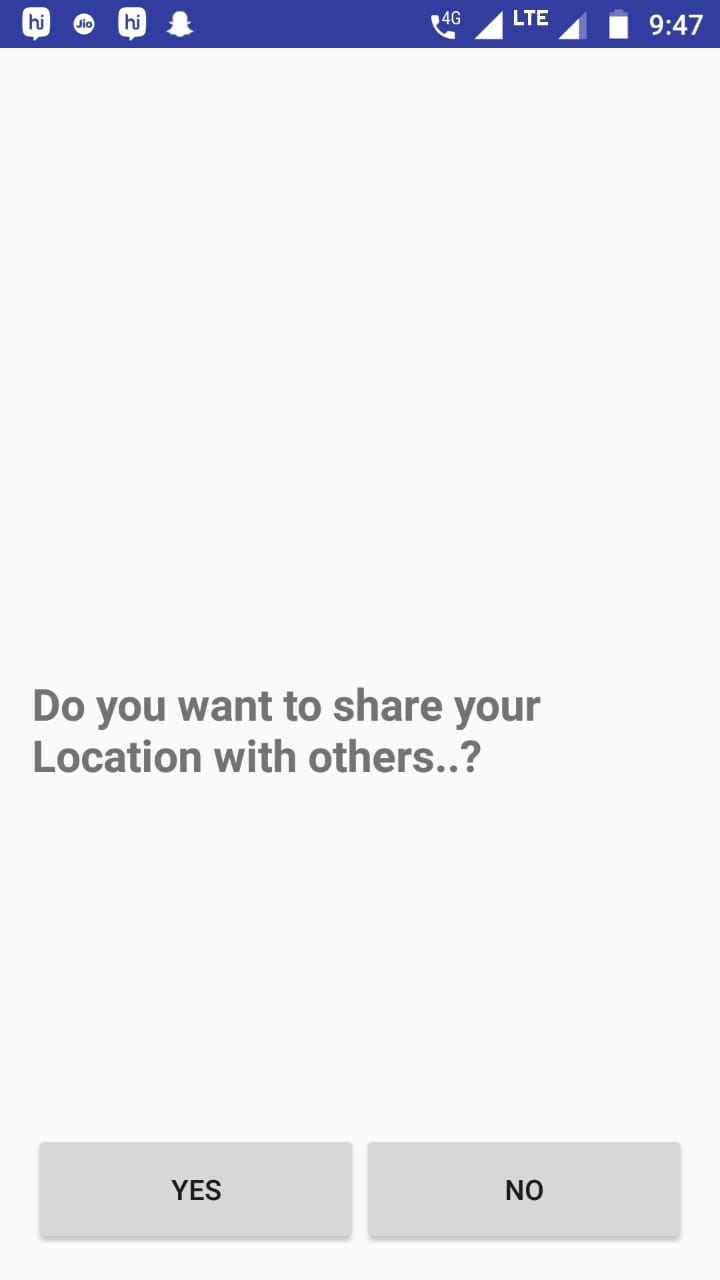 hi Jio hi 4G LTE 9:47
Do you want to share your
Location with others..?
YES NO